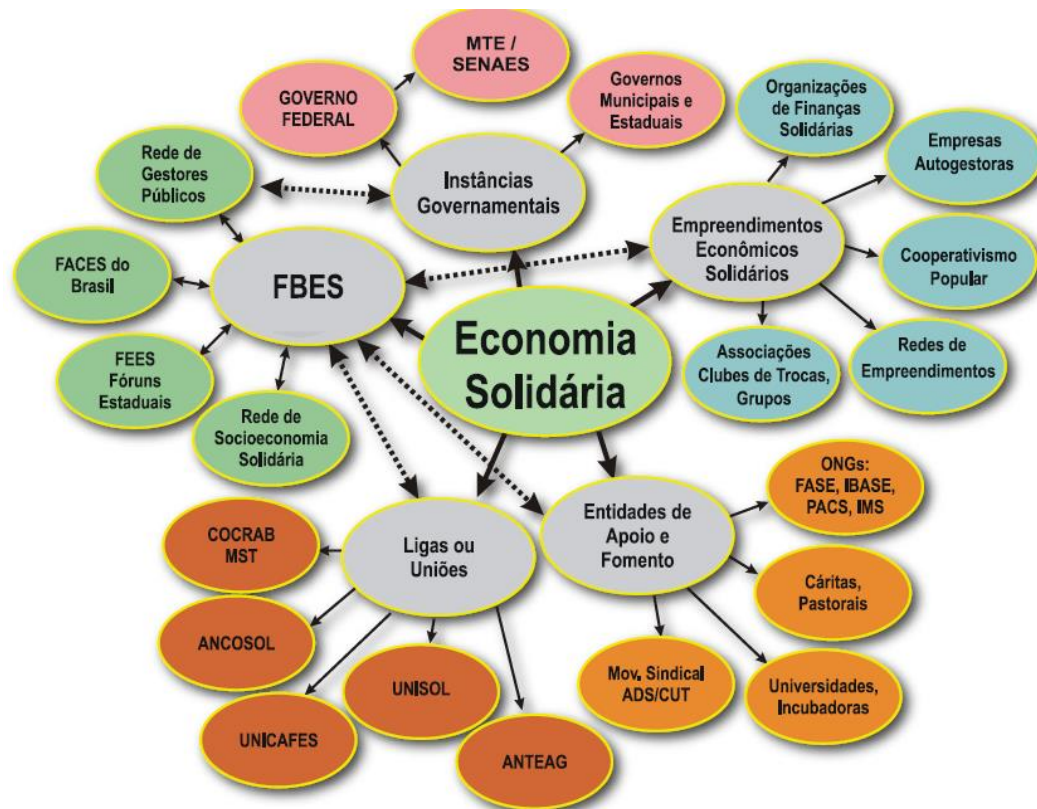 MTE /
SENAES
GOVERNO
FEDERAL
Governos
Municipais e
Estaduais
Organizações
de Finanças
Solidárias
Empresas
Autogestoras
Rede de
Gestores
Públicos
Instâncias
Governamentais
Empreendimentos
Econômicos
Solidários
Cooperativismo
Popular
FACES do
Brasil
FBES
Economia
Solidária
FEES
Fóruns
Estaduais
Rede de
Socioeconomia
Solidária
Associações
Clubes de Trocas,
Grupos
Redes de
Empreendimentos
ONGs:
FASE, IBASE,
PACS, IMS
COCRAB
MST
Ligas ou
Uniões
Entidades de
Apoio e
Fomento
Cáritas,
Pastorais
ANCOSOL
UNISOL
Mov. Sindical
ADS/CUT
Universidades,
Incubadoras
UNICAFES
ANTEAG